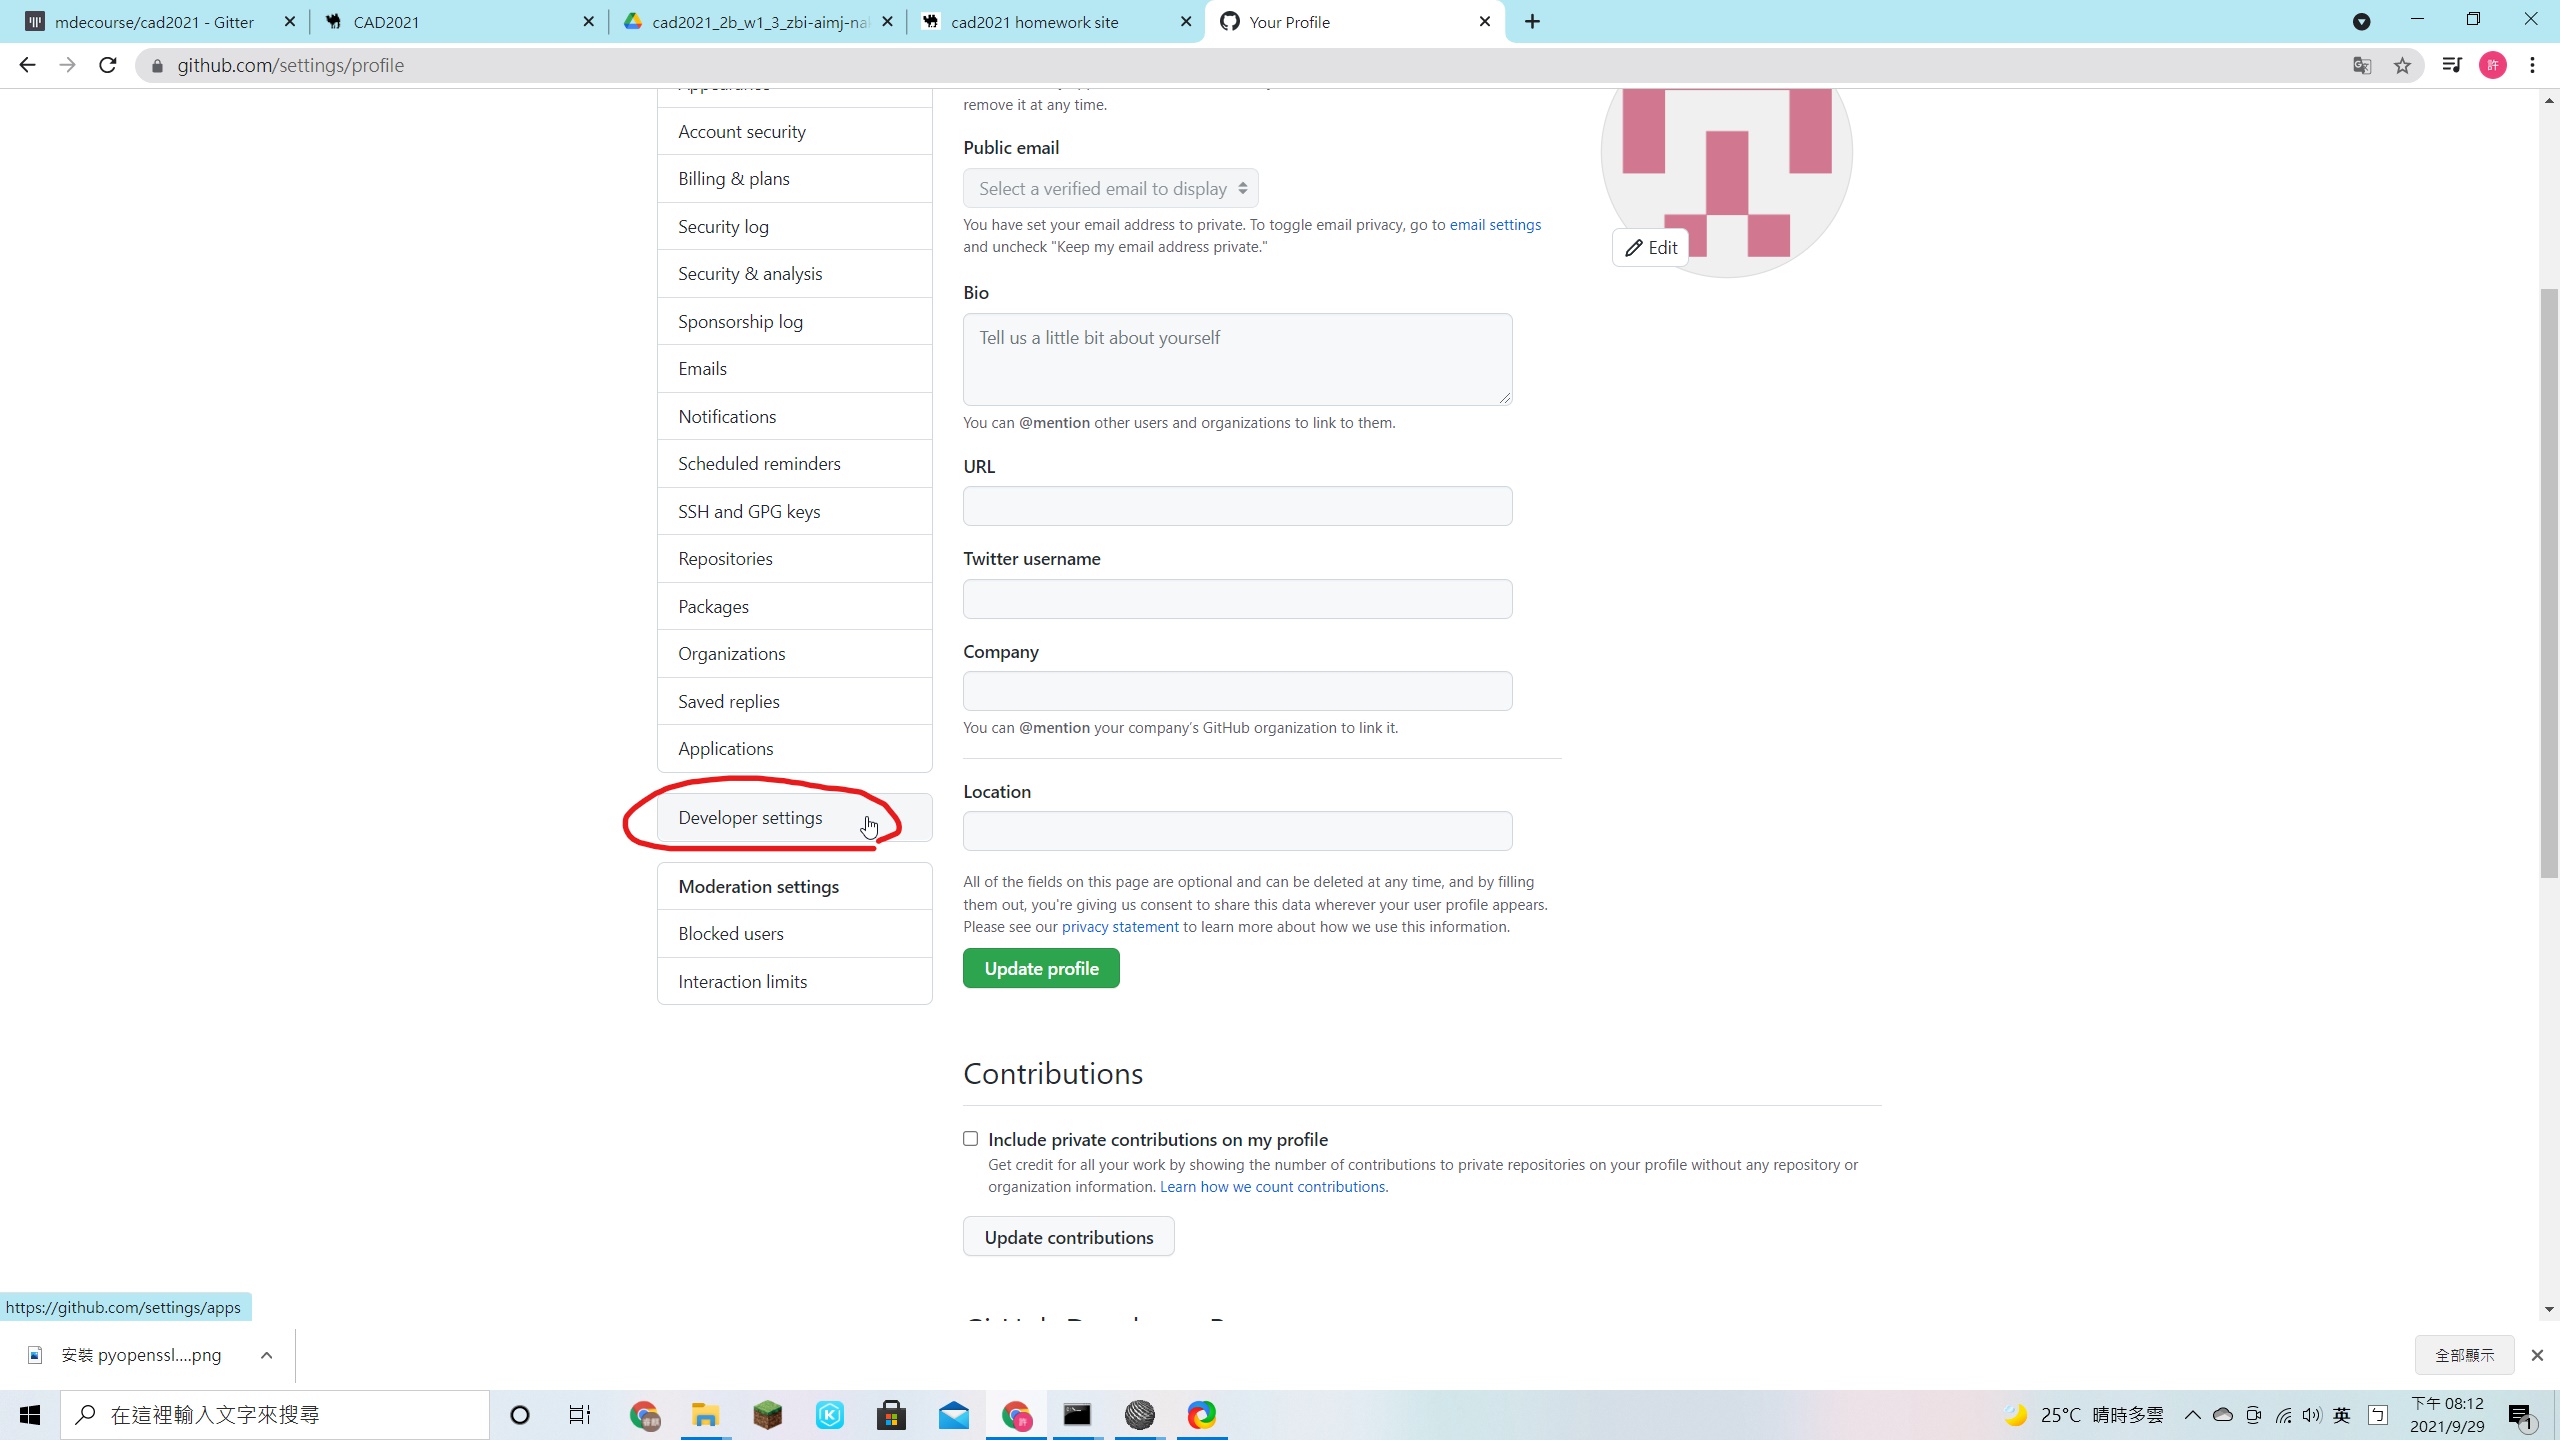 mdecourse/cad2021 - Gitter
CAD2021
cad2021_2b_w1_3_zbi-aimj-na
cad2021 homework site
Your Profile
github.com/settings/profile
許
Appearance
Account security
Billing & plans
Security log
Security & analysis
Sponsorship log
Emails
Notifications
Scheduled reminders
SSH and GPG keys
Repositories
Packages
Organizations
Saved replies
Applications
Developer settings
Moderation settings
Blocked users
Interaction limits
remove it at any time.
Public email
Select a verified email to display
You have set your email address to private. To toggle email privacy, go to email settings
and uncheck "Keep my email address private."
Edit
Bio
Tell us a little bit about yourself
You can @mention other users and organizations to link to them.
URL
Twitter username
Company
You can @mention your company's GitHub organization to link it.
Location
All of the fields on this page are optional and can be deleted at any time, and by filling
them out, you're giving us consent to share this data wherever your user profile appears.
Please see our privacy statement to learn more about how we use this information.
Update profile
Contributions
Include private contributions on my profile
Get credit for all your work by showing the number of contributions to private repositories on your profile without any repository or
organization information. Learn how we count contributions.
Update contributions
https://github.com/settings/apps
安裝 pyopenssl....png
全部顯示
在這裡輸入文字來搜尋
25°C 晴時多雲
英
下午 08:12
2021/9/29
1